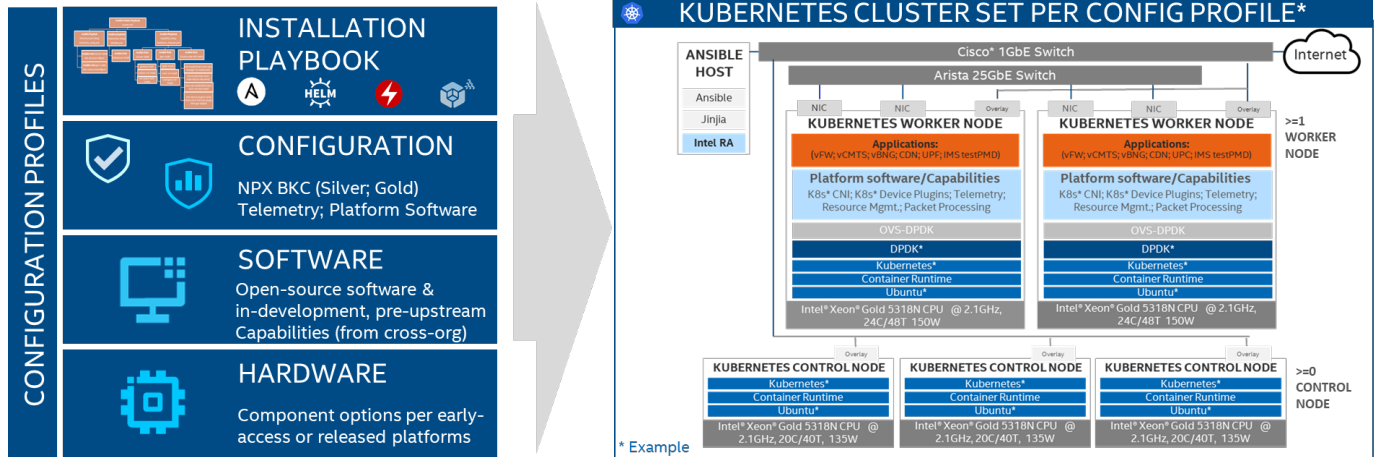 CONFIGURATION PROFILES
INSTALLATION
PLAYBOOK
A
HELM
CONFIGURATION
NPX BKC (Silver; Gold)
Telemetry; Platform Software
SOFTWARE
Open-source software &
in-development, pre-upstream
Capabilities (from cross-org)
HARDWARE
Component options per early-
access or released platforms
KUBERNETES CLUSTER SET PER CONFIG PROFILE*
ANSIBLE
HOST
Ansible
Jinjia
Intel RA
Cisco* 1GbE Switch
Internet
Arista 25GbE Switch
NIC
NIC
Overlay
KUBERNETES WORKER NODE
Applications:
(vFW; vCMTS; vBNG; CDN; UPF; IMS testPMD)
Platform software/Capabilities
K8s* CNI; K8s* Device Plugins; Telemetry;
Resource Mgmt.; Packet Processing
OVS-DPDK
DPDK*
Kubernetes*
Container Runtime
Ubuntu*
Intel® Xeon® Gold 5318N CPU @ 2.1GHz,
24C/48T 150W
NIC
NIC
Overlay
KUBERNETES WORKER NODE
Applications:
(vFW; vCMTS; vBNG; CDN; UPC; IMS testPMD)
Platform software/Capabilities
K8s* CNI; K8s* Device Plugins; Telemetry;
Resource Mgmt.; Packet Processing
OVS-DPDK
DPDK*
Kubernetes*
Container Runtime
Ubuntu*
Intel® Xeon® Gold 5318N CPU @ 2.1GHz,
24C/48T 150W
>=1
WORKER
NODE
Overlay
KUBERNETES CONTROL NODE
Kubernetes*
Container Runtime
Ubuntu*
Intel® Xeon® Gold 5318N CPU @
2.1GHz, 20C/40T, 135W
Overlay
KUBERNETES CONTROL NODE
Kubernetes*
Container Runtime
Ubuntu*
Intel® Xeon® Gold 5318N CPU @
2.1GHz, 20C/40T, 135W
Overlay
KUBERNETES CONTROL NODE
Kubernetes*
Container Runtime
Ubuntu*
Intel® Xeon® Gold 5318N CPU @
2.1GHz, 20C/40T, 135W
>=0
CONTROL
NODE
* Example